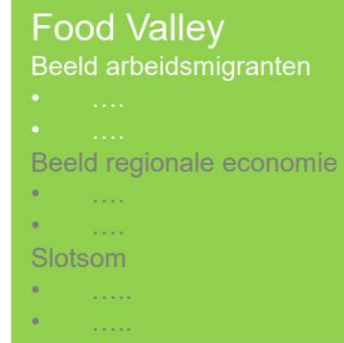 Food Valley
Beeld arbeidsmigranten
• ....
• ....
Beeld regionale economie
• ....
• ....
Slotsom
• .....
• .....